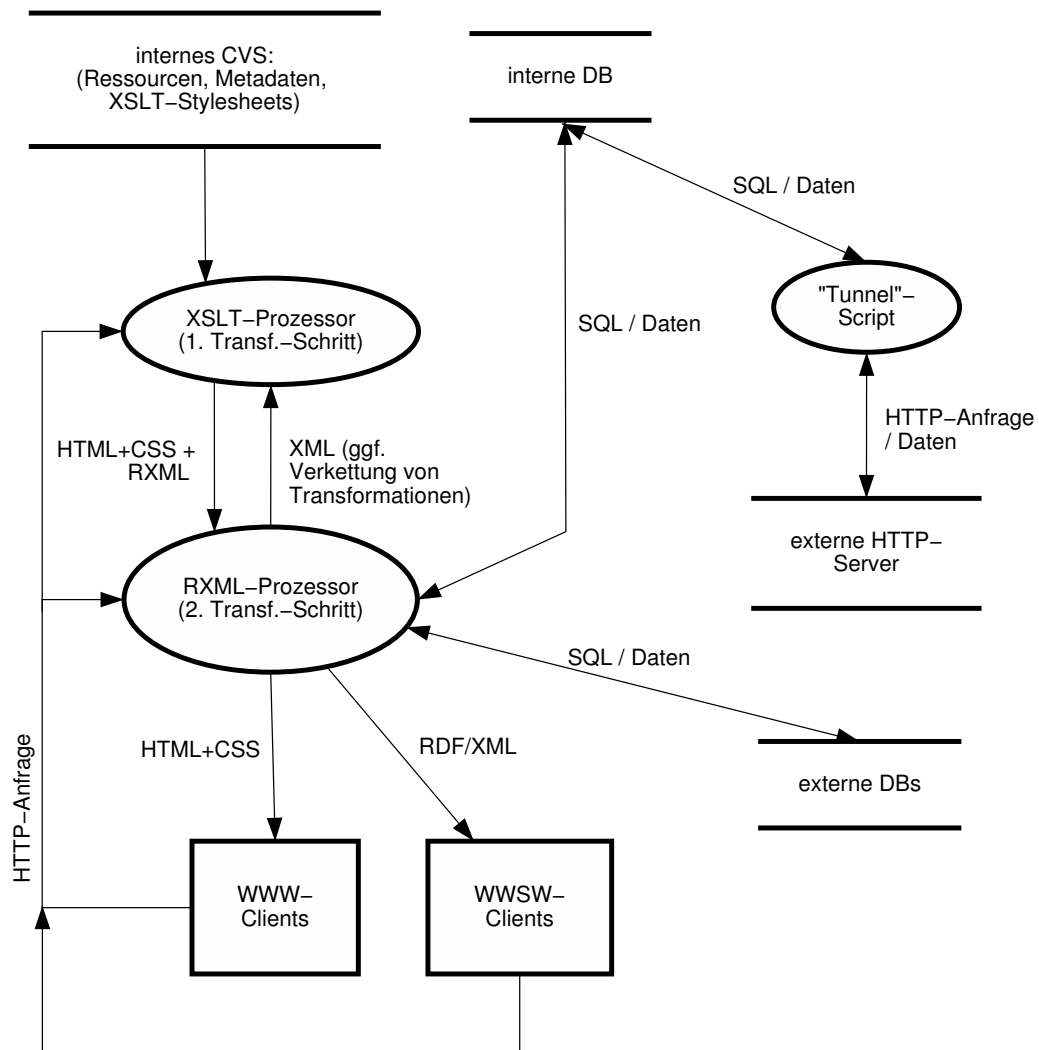 internes CVS:
(Ressourcen, Metadaten,
XSLT−Stylesheets)
interne DB
SQL / Daten
"Tunnel"−
Script
XSLT−Prozessor
(1. Transf.−Schritt)
SQL / Daten
HTML+CSS +
RXML
XML (ggf.
Verkettung von
Transformationen)
HTTP−Anfrage
/ Daten
externe HTTP−
Server
RXML−Prozessor
(2. Transf.−Schritt)
SQL / Daten
HTML+CSS
RDF/XML
externe DBs
HTTP−Anfrage
WWW−
Clients
WWSW−
Clients